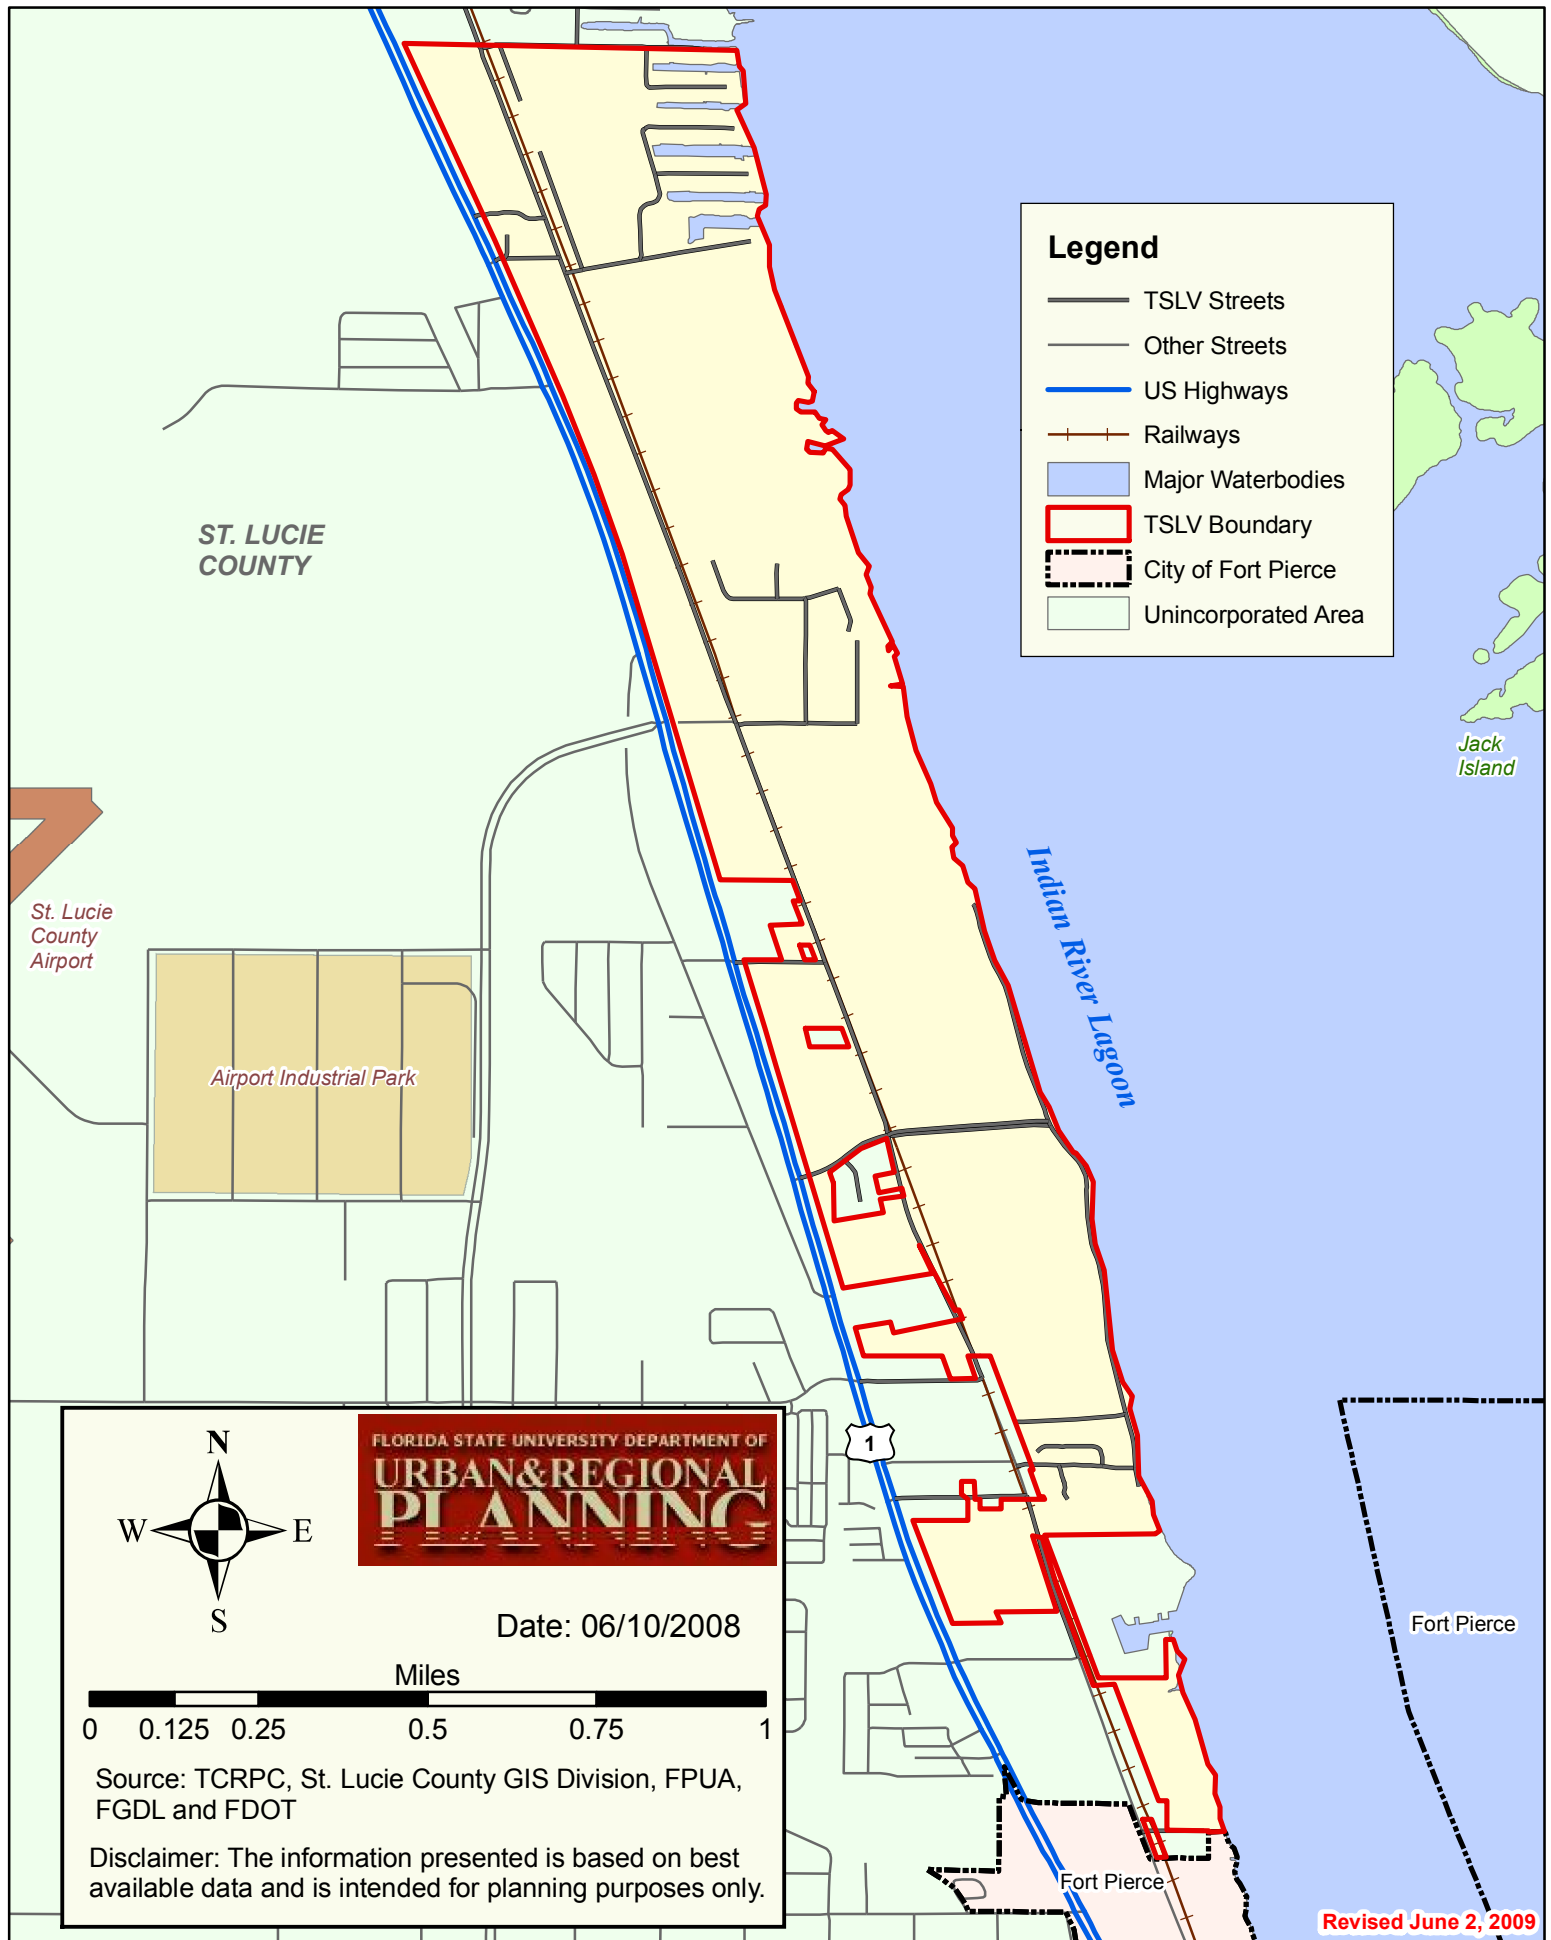 Legend
TSLV Streets
Other Streets
US Highways
Railways
Major Waterbodies
TSLV Boundary
City of Fort Pierce
Unincorporated Area
ST. LUCIE
COUNTY
Jack
Island
Indian River Lagoon
St. Lucie
County
Airport
Airport Industrial Park
1
N
W
E
S
FLORIDA STATE UNIVERSITY DEPARTMENT OF
URBAN&REGIONAL
PLANNING
Date: 06/10/2008
Miles
0 0.125 0.25 0.5 0.75 1
Source: TCRPC, St. Lucie County GIS Division, FPUA,
FGDL and FDOT
Disclaimer: The information presented is based on best
available data and is intended for planning purposes only.
Fort Pierce
Fort Pierce
Revised June 2, 2009